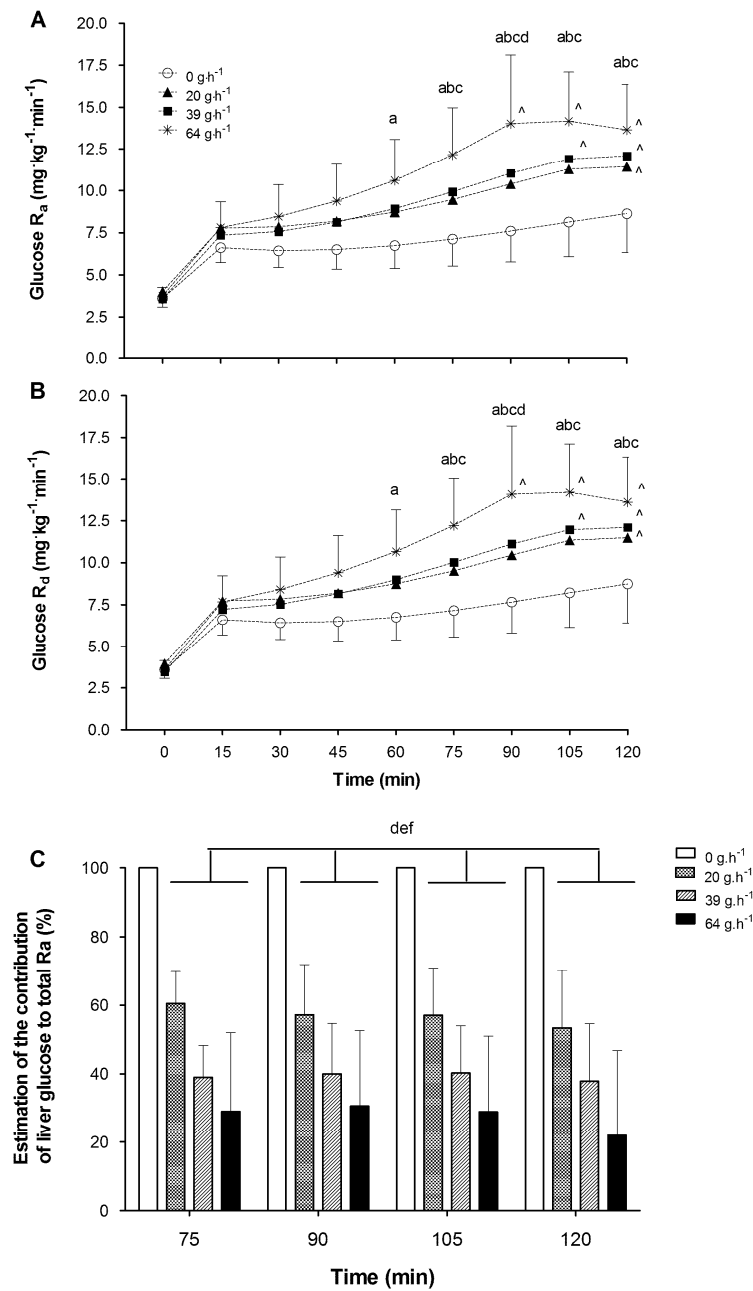 A
Glucose Ra (mg·kg-1·min-1)
20.0
17.5
15.0
12.5
10.0
7.5
5.0
2.5
0.0
0 g·h-1
20 g·h-1
39 g·h-1
64 g·h-1
a
abc
abcd
abc
abc
^
^
^
^
^
^
B
Glucose Rd (mg·kg-1·min-1)
20.0
17.5
15.0
12.5
10.0
7.5
5.0
2.5
0.0
a
abc
abcd
abc
abc
^
^
^
^
^
^
0 15 30 45 60 75 90 105 120
Time (min)
C
Estimation of the contribution
of liver glucose to total Ra (%)
100
80
60
40
20
0
def
0 g.h-1
20 g.h-1
39 g.h-1
64 g.h-1
75 90 105 120
Time (min)